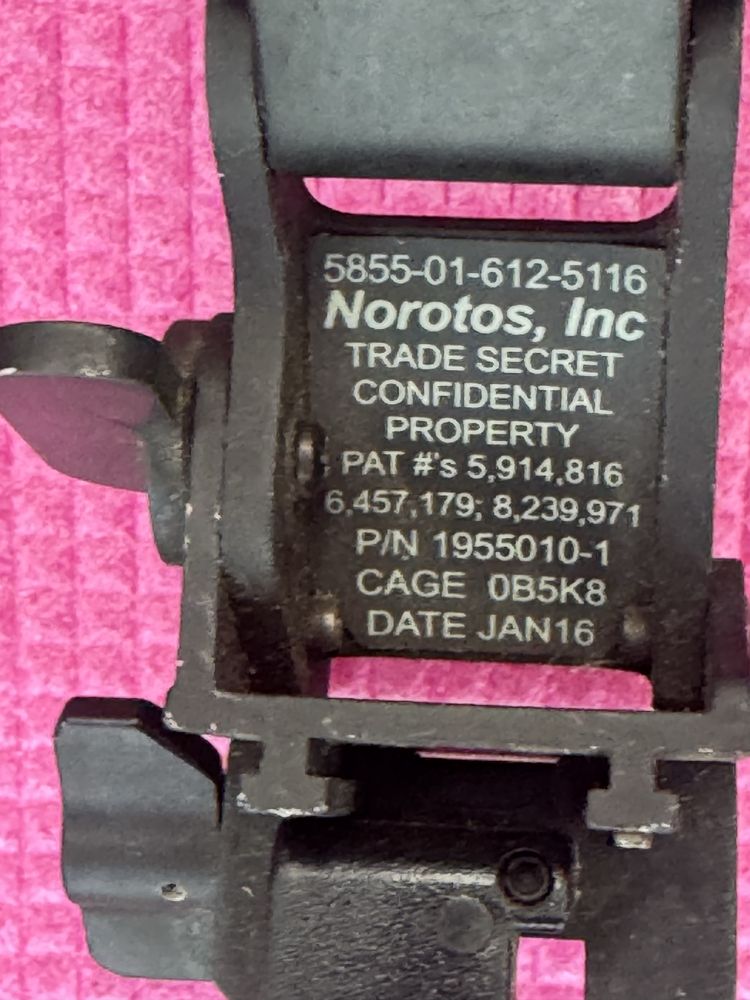 5855-01-612-5116
Norotos, Inc
TRADE SECRET
CONFIDENTIAL
PROPERTY
PAT #'s 5,914,816
6,457,179; 8,239,971
P/N 1955010-1
CAGE 0B5K8
DATE JAN16